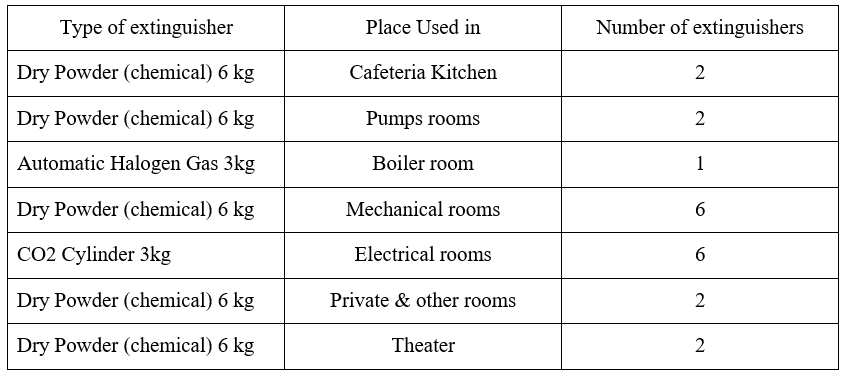 Type of extinguisher Place Used in Number of extinguishers
Dry Powder (chemical) 6 kg Cafeteria Kitchen 2
Dry Powder (chemical) 6 kg Pumps rooms 2
Automatic Halogen Gas 3kg Boiler room 1
Dry Powder (chemical) 6 kg Mechanical rooms 6
CO2 Cylinder 3kg Electrical rooms 6
Dry Powder (chemical) 6 kg Private & other rooms 2
Dry Powder (chemical) 6 kg Theater 2